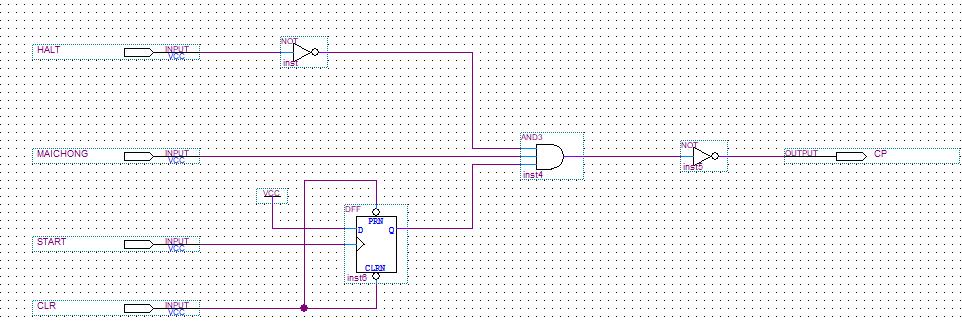 HALT
INPUT
VCC
NOT
inst
MAICHONG
INPUT
VCC
AND3
inst4
NOT
inst5
OUTPUT
CP
VCC
DFF
PRN
D
Q
CLRN
inst6
START
INPUT
VCC
CLR
INPUT
VCC